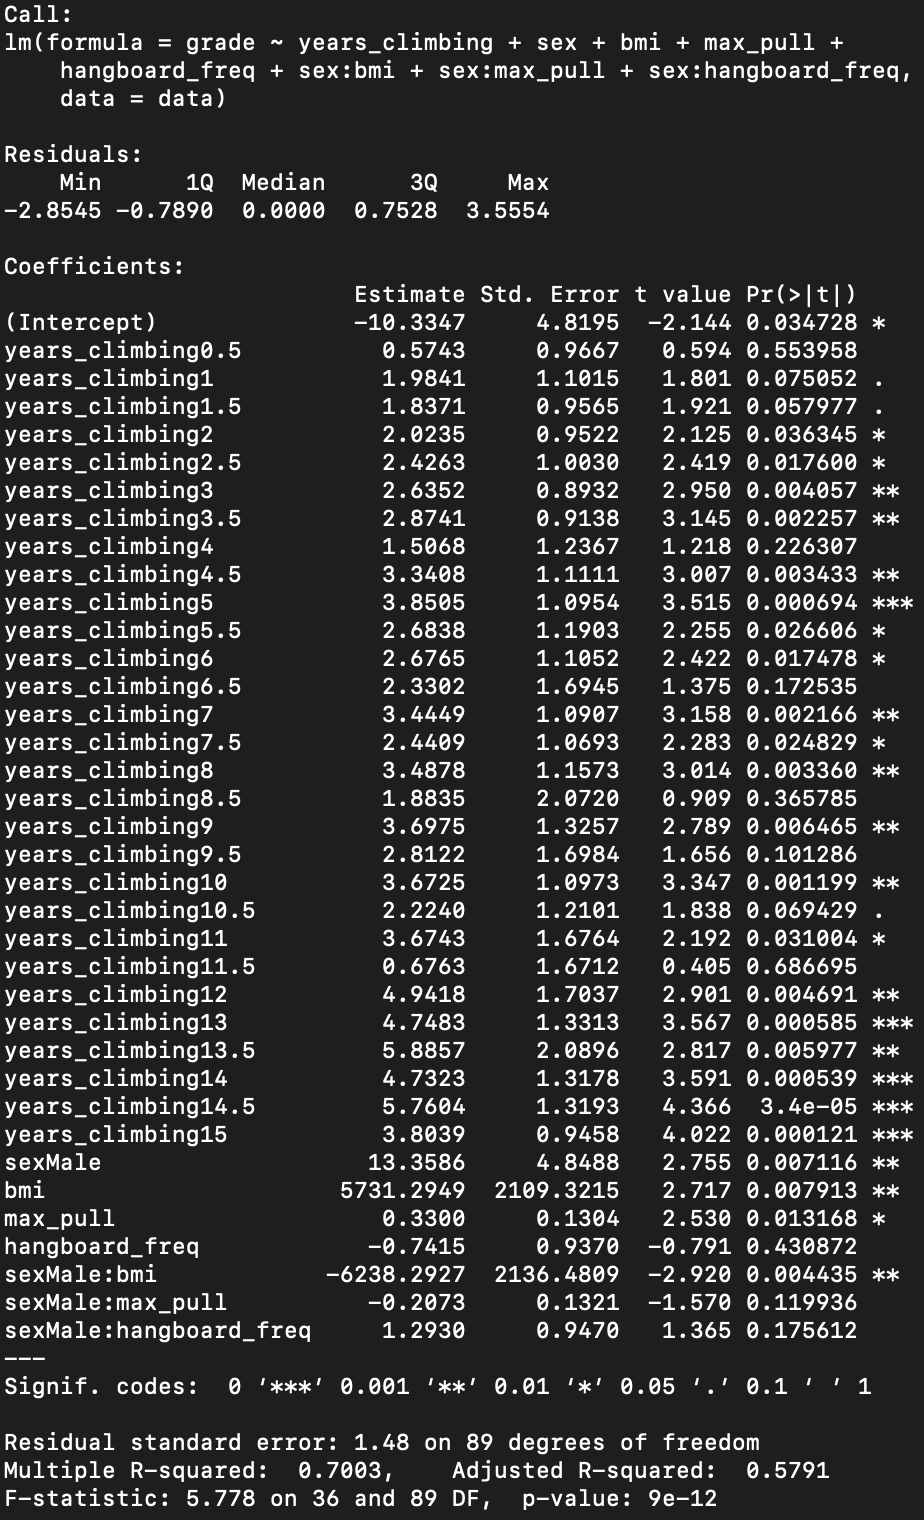 Call:
lm(formula = grade ~ years_climbing + sex + bmi + max_pull +
    hangboard_freq + sex:bmi + sex:max_pull + sex:hangboard_freq,
    data = data)

Residuals:
    Min      1Q  Median      3Q     Max
-2.8545 -0.7890  0.0000  0.7528  3.5554

Coefficients:
                         Estimate Std. Error t value Pr(>|t|)
(Intercept)              -10.3347     4.8195  -2.144 0.034728 *
years_climbing0.5          0.5743     0.9667   0.594 0.553958
years_climbing1            1.9841     1.1015   1.801 0.075052 .
years_climbing1.5          1.8371     0.9565   1.921 0.057977 .
years_climbing2            2.0235     0.9522   2.125 0.036345 *
years_climbing2.5          2.4263     1.0030   2.419 0.017600 *
years_climbing3            2.6352     0.8932   2.950 0.004057 **
years_climbing3.5          2.8741     0.9138   3.145 0.002257 **
years_climbing4            1.5068     1.2367   1.218 0.226307
years_climbing4.5          3.3408     1.1111   3.007 0.003433 **
years_climbing5            3.8505     1.0954   3.515 0.000694 ***
years_climbing5.5          2.6838     1.1903   2.255 0.026606 *
years_climbing6            2.6765     1.1052   2.422 0.017478 *
years_climbing6.5          2.3302     1.6945   1.375 0.172535
years_climbing7            3.4449     1.0907   3.158 0.002166 **
years_climbing7.5          2.4409     1.0693   2.283 0.024829 *
years_climbing8            3.4878     1.1573   3.014 0.003360 **
years_climbing8.5          1.8835     2.0720   0.909 0.365785
years_climbing9            3.6975     1.3257   2.789 0.006465 **
years_climbing9.5          2.8122     1.6984   1.656 0.101286
years_climbing10           3.6725     1.0973   3.347 0.001199 **
years_climbing10.5         2.2240     1.2101   1.838 0.069429 .
years_climbing11           3.6743     1.6764   2.192 0.031004 *
years_climbing11.5         0.6763     1.6712   0.405 0.686695
years_climbing12           4.9418     1.7037   2.901 0.004691 **
years_climbing13           4.7483     1.3313   3.567 0.000585 ***
years_climbing13.5         5.8857     2.0896   2.817 0.005977 **
years_climbing14           4.7323     1.3178   3.591 0.000539 ***
years_climbing14.5         5.7604     1.3193   4.366  3.4e-05 ***
years_climbing15           3.8039     0.9458   4.022 0.000121 ***
sexMale                   13.3586     4.8488   2.755 0.007116 **
bmi                     5731.2949  2109.3215   2.717 0.007913 **
max_pull                   0.3300     0.1304   2.530 0.013168 *
hangboard_freq            -0.7415     0.9370  -0.791 0.430872
sexMale:bmi            -6238.2927  2136.4809  -2.920 0.004435 **
sexMale:max_pull          -0.2073     0.1321  -1.570 0.119936
sexMale:hangboard_freq     1.2930     0.9470   1.365 0.175612
---
Signif. codes:  0 ‘***’ 0.001 ‘**’ 0.01 ‘*’ 0.05 ‘.’ 0.1 ‘ ’ 1

Residual standard error: 1.48 on 89 degrees of freedom
Multiple R-squared:  0.7003,    Adjusted R-squared:  0.5791
F-statistic: 5.778 on 36 and 89 DF,  p-value: 9e-12